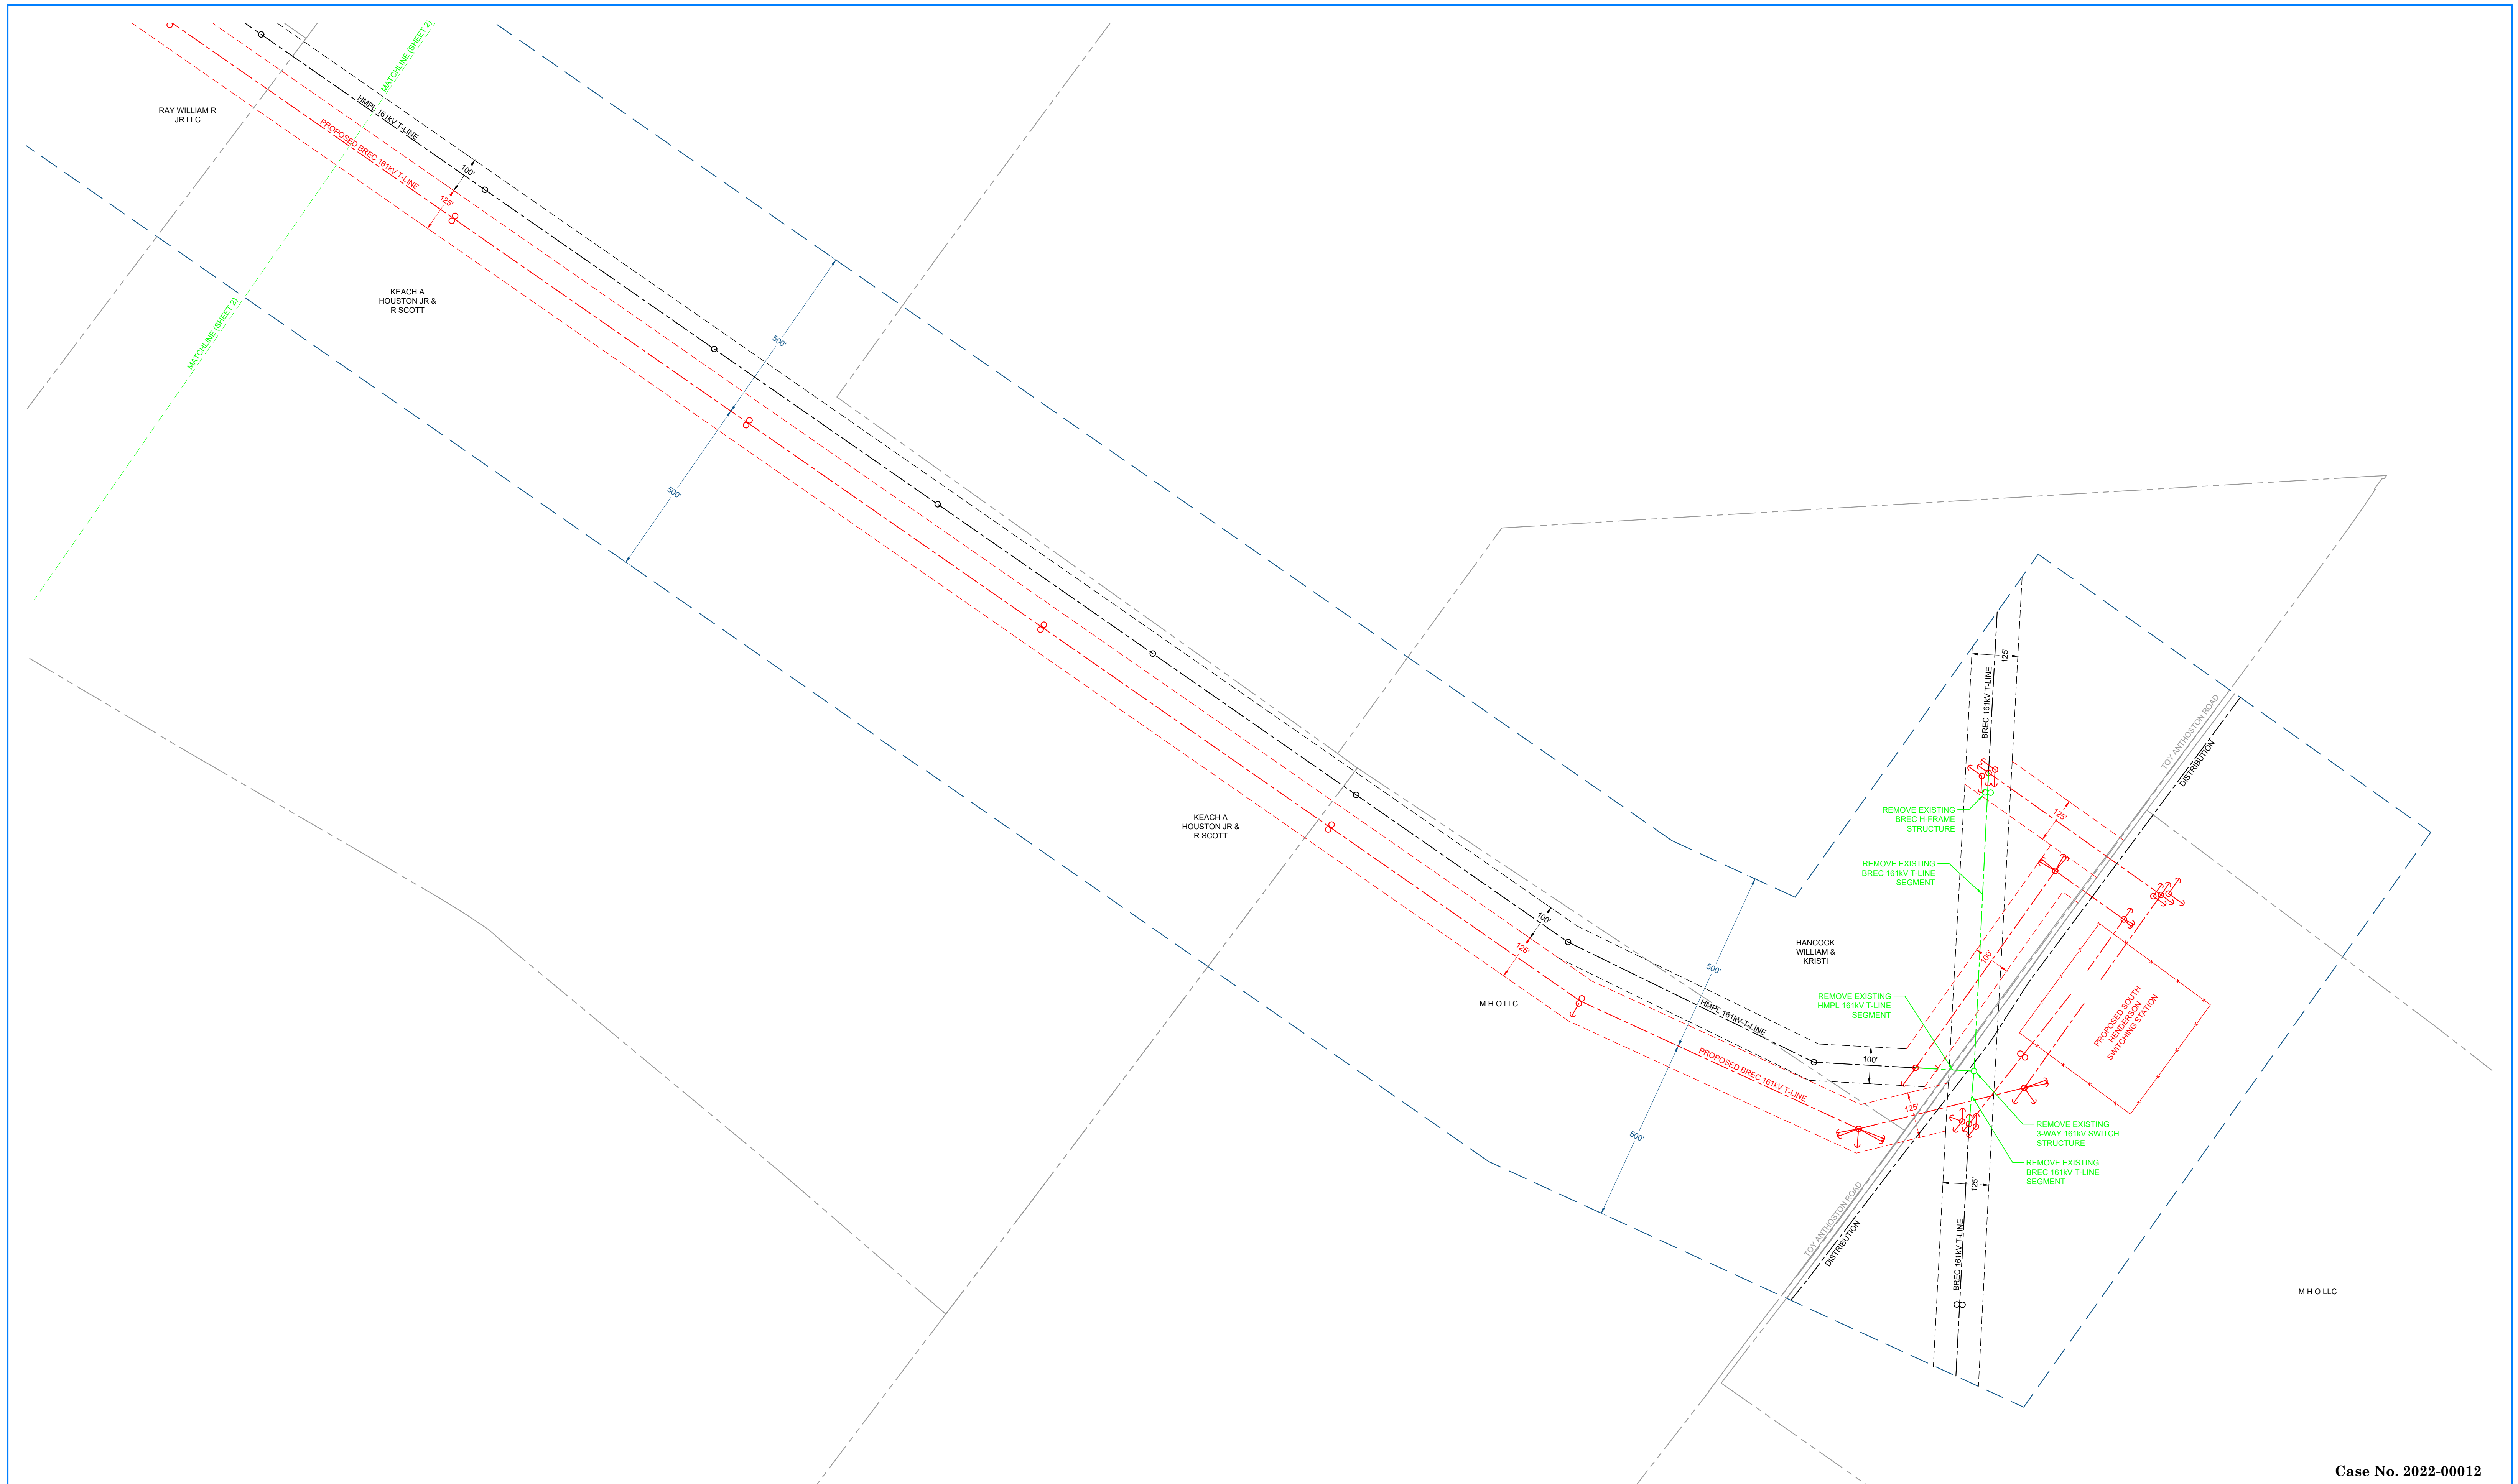 MATCHLINE (SHEET 2)
RAY WILLIAM R
JR LLC
HMPL 161kV T-LINE
PROPOSED BREC 161kV T-LINE
100'
125'
MATCHLINE (SHEET 2)
KEACH A
HOUSTON JR &
R SCOTT
500'
500'
125'
BREC 161kV T-LINE
TOY ANTHOSTON ROAD
DISTRIBUTION
REMOVE EXISTING
BREC H-FRAME
STRUCTURE
125'
KEACH A
HOUSTON JR &
R SCOTT
REMOVE EXISTING
BREC 161kV T-LINE
SEGMENT
100'
125'
HANCOCK
WILLIAM &
KRISTI
500'
100'
M H O LLC
REMOVE EXISTING
HMPL 161kV T-LINE
SEGMENT
PROPOSED SOUTH
HENDERSON
SWITCHING STATION
HMPL 161kV T-LINE
100'
PROPOSED BREC 161kV T-LINE
125'
500'
REMOVE EXISTING
3-WAY 161kV SWITCH
STRUCTURE
REMOVE EXISTING
BREC 161kV T-LINE
SEGMENT
125'
TOY ANTHOSTON ROAD
DISTRIBUTION
BREC 161kV T-LINE
M H O LLC
Case No. 2022-00012